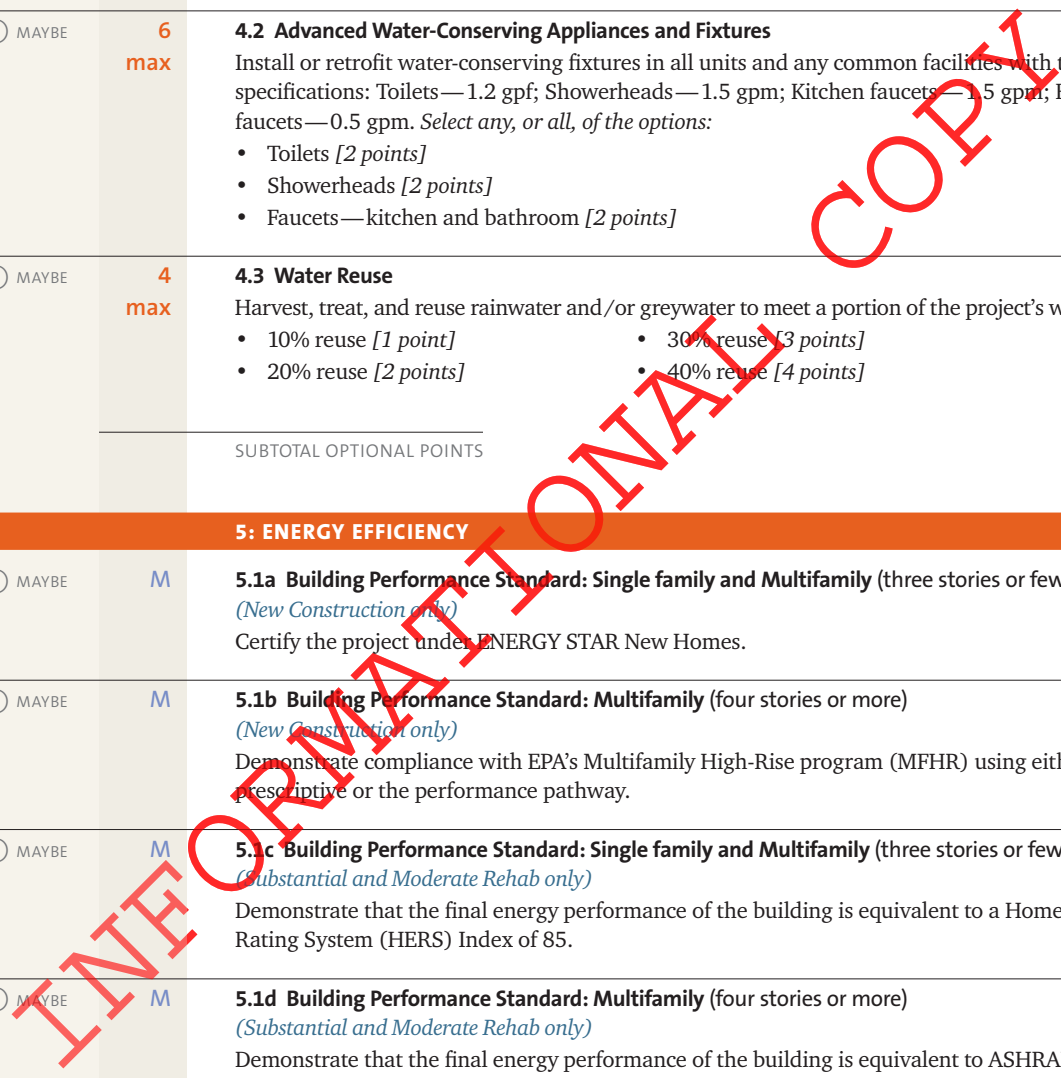 MAYBE 6 4.2 Advanced Water-Conserving Appliances and Fixtures
max Install or retrofit water-conserving fixtures in all units and any common facilities with
specifications: Toilets—1.2 gpf; Showerheads—1.5 gpm; Kitchen faucets—1.5 gpm;
faucets—0.5 gpm. Select any, or all, of the options:
• Toilets [2 points]
• Showerheads [2 points]
• Faucets—kitchen and bathroom [2 points]
MAYBE 4 4.3 Water Reuse
max Harvest, treat, and reuse rainwater and/or greywater to meet a portion of the project's
• 10% reuse [1 point] • 30% reuse [3 points]
• 20% reuse [2 points] • 40% reuse [4 points]
SUBTOTAL OPTIONAL POINTS
5: ENERGY EFFICIENCY
MAYBE M 5.1a Building Performance Standard: Single family and Multifamily (three stories or few
(New Construction only)
Certify the project under ENERGY STAR New Homes.
MAYBE M 5.1b Building Performance Standard: Multifamily (four stories or more)
(New Construction only)
Demonstrate compliance with EPA's Multifamily High-Rise program (MFHR) using eit
prescriptive or the performance pathway.
MAYBE M 5.1c Building Performance Standard: Single family and Multifamily (three stories or few
(Substantial and Moderate Rehab only)
Demonstrate that the final energy performance of the building is equivalent to a Home
Rating System (HERS) Index of 85.
MAYBE M 5.1d Building Performance Standard: Multifamily (four stories or more)
(Substantial and Moderate Rehab only)
Demonstrate that the final energy performance of the building is equivalent to ASHRA
INFORMATIONAL COPY